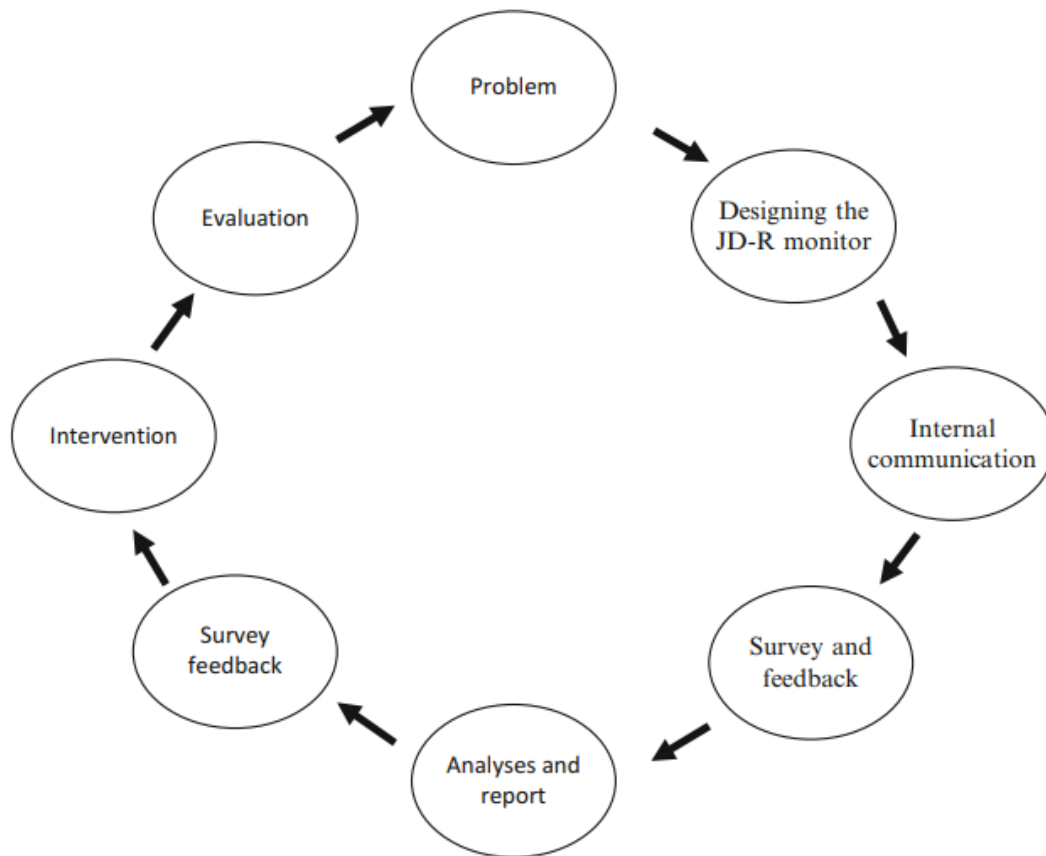 Problem
Designing the
JD-R monitor
Internal
communication
Survey and
feedback
Analyses and
report
Survey
feedback
Intervention
Evaluation